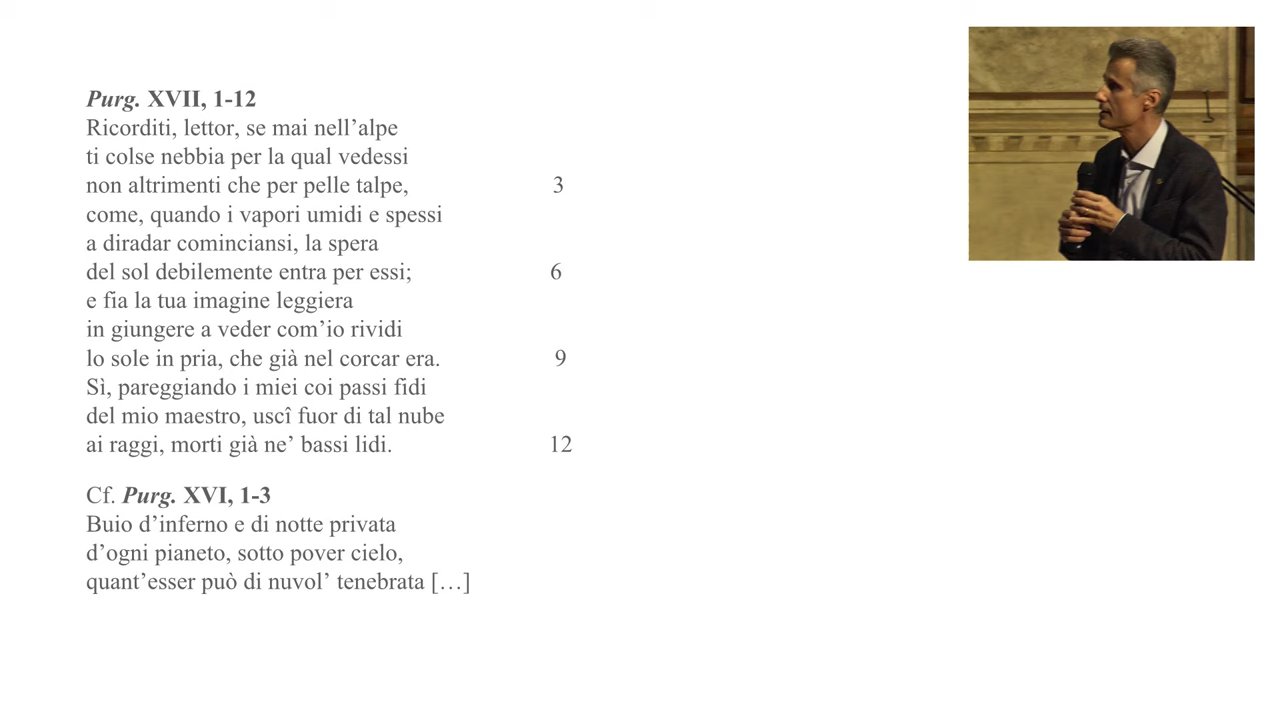 Purg. XVII, 1-12
Ricorditi, lettor, se mai nell’alpe
ti colse nebbia per la qual vedessi
non altrimenti che per pelle talpe, 3
come, quando i vapori umidi e spessi
a diradar cominciansi, la spera
del sol debilemente entra per essi; 6
e fia la tua imagine leggiera
in giungere a veder com’io rividi
lo sole in pria, che già nel corcar era. 9
Sì, pareggiando i miei coi passi fidi
del mio maestro, uscî fuor di tal nube
ai raggi, morti già ne’ bassi lidi. 12
Cf. Purg. XVI, 1-3
Buio d’inferno e di notte privata
d’ogni pianeto, sotto pover cielo,
quant’esser può di nuvol’ tenebrata […]